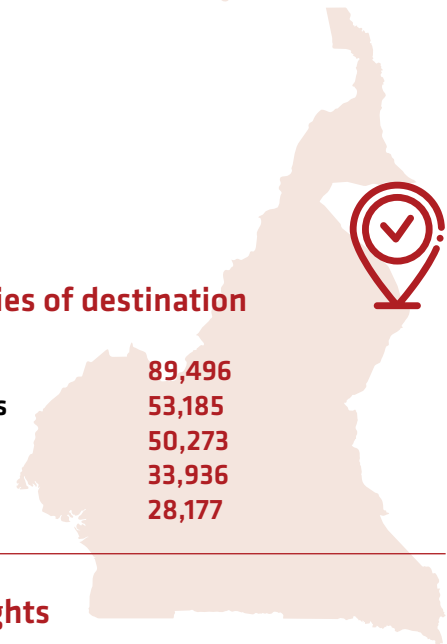 ies of destination
89,496
s 53,185
50,273
33,936
28,177
ghts